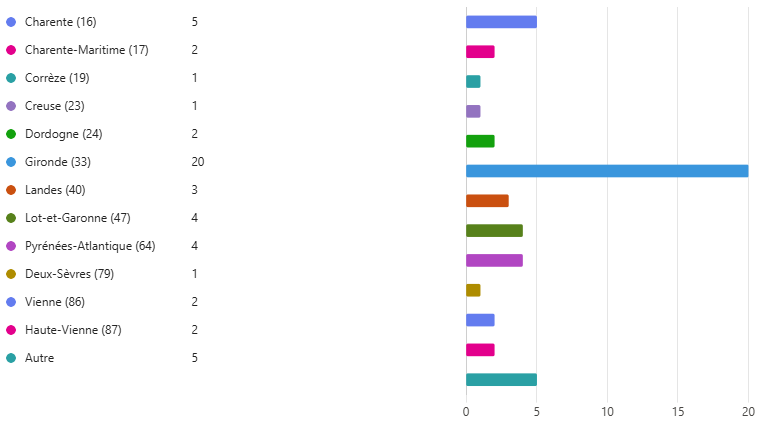 Charente (16) 5
Charente-Maritime (17) 2
Corrèze (19) 1
Creuse (23) 1
Dordogne (24) 2
Gironde (33) 20
Landes (40) 3
Lot-et-Garonne (47) 4
Pyrénées-Atlantique (64) 4
Deux-Sèvres (79) 1
Vienne (86) 2
Haute-Vienne (87) 2
Autre 5
0 5 10 15 20